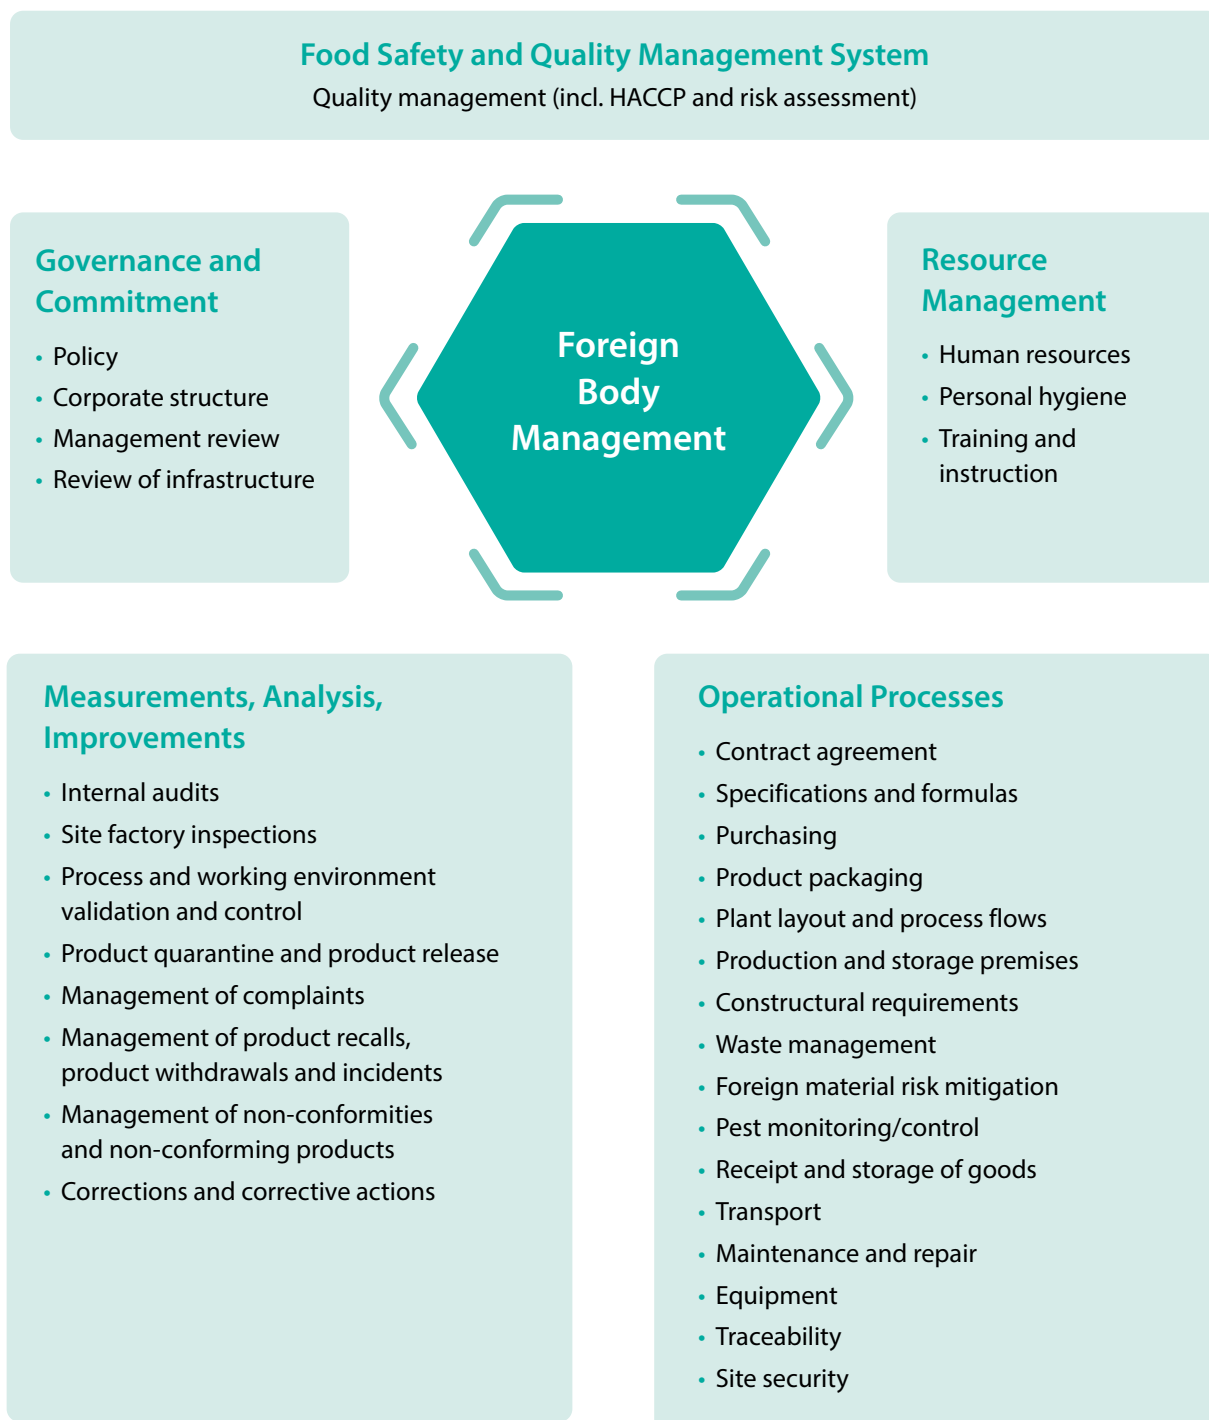 Food Safety and Quality Management System
Quality management (incl. HACCP and risk assessment)
Governance and
Commitment
• Policy
• Corporate structure
• Management review
• Review of infrastructure
Foreign
Body
Management
Resource
Management
• Human resources
• Personal hygiene
• Training and
instruction
Measurements, Analysis,
Improvements
• Internal audits
• Site factory inspections
• Process and working environment
validation and control
• Product quarantine and product release
• Management of complaints
• Management of product recalls,
product withdrawals and incidents
• Management of non-conformities
and non-conforming products
• Corrections and corrective actions
Operational Processes
• Contract agreement
• Specifications and formulas
• Purchasing
• Product packaging
• Plant layout and process flows
• Production and storage premises
• Constructural requirements
• Waste management
• Foreign material risk mitigation
• Pest monitoring/control
• Receipt and storage of goods
• Transport
• Maintenance and repair
• Equipment
• Traceability
• Site security